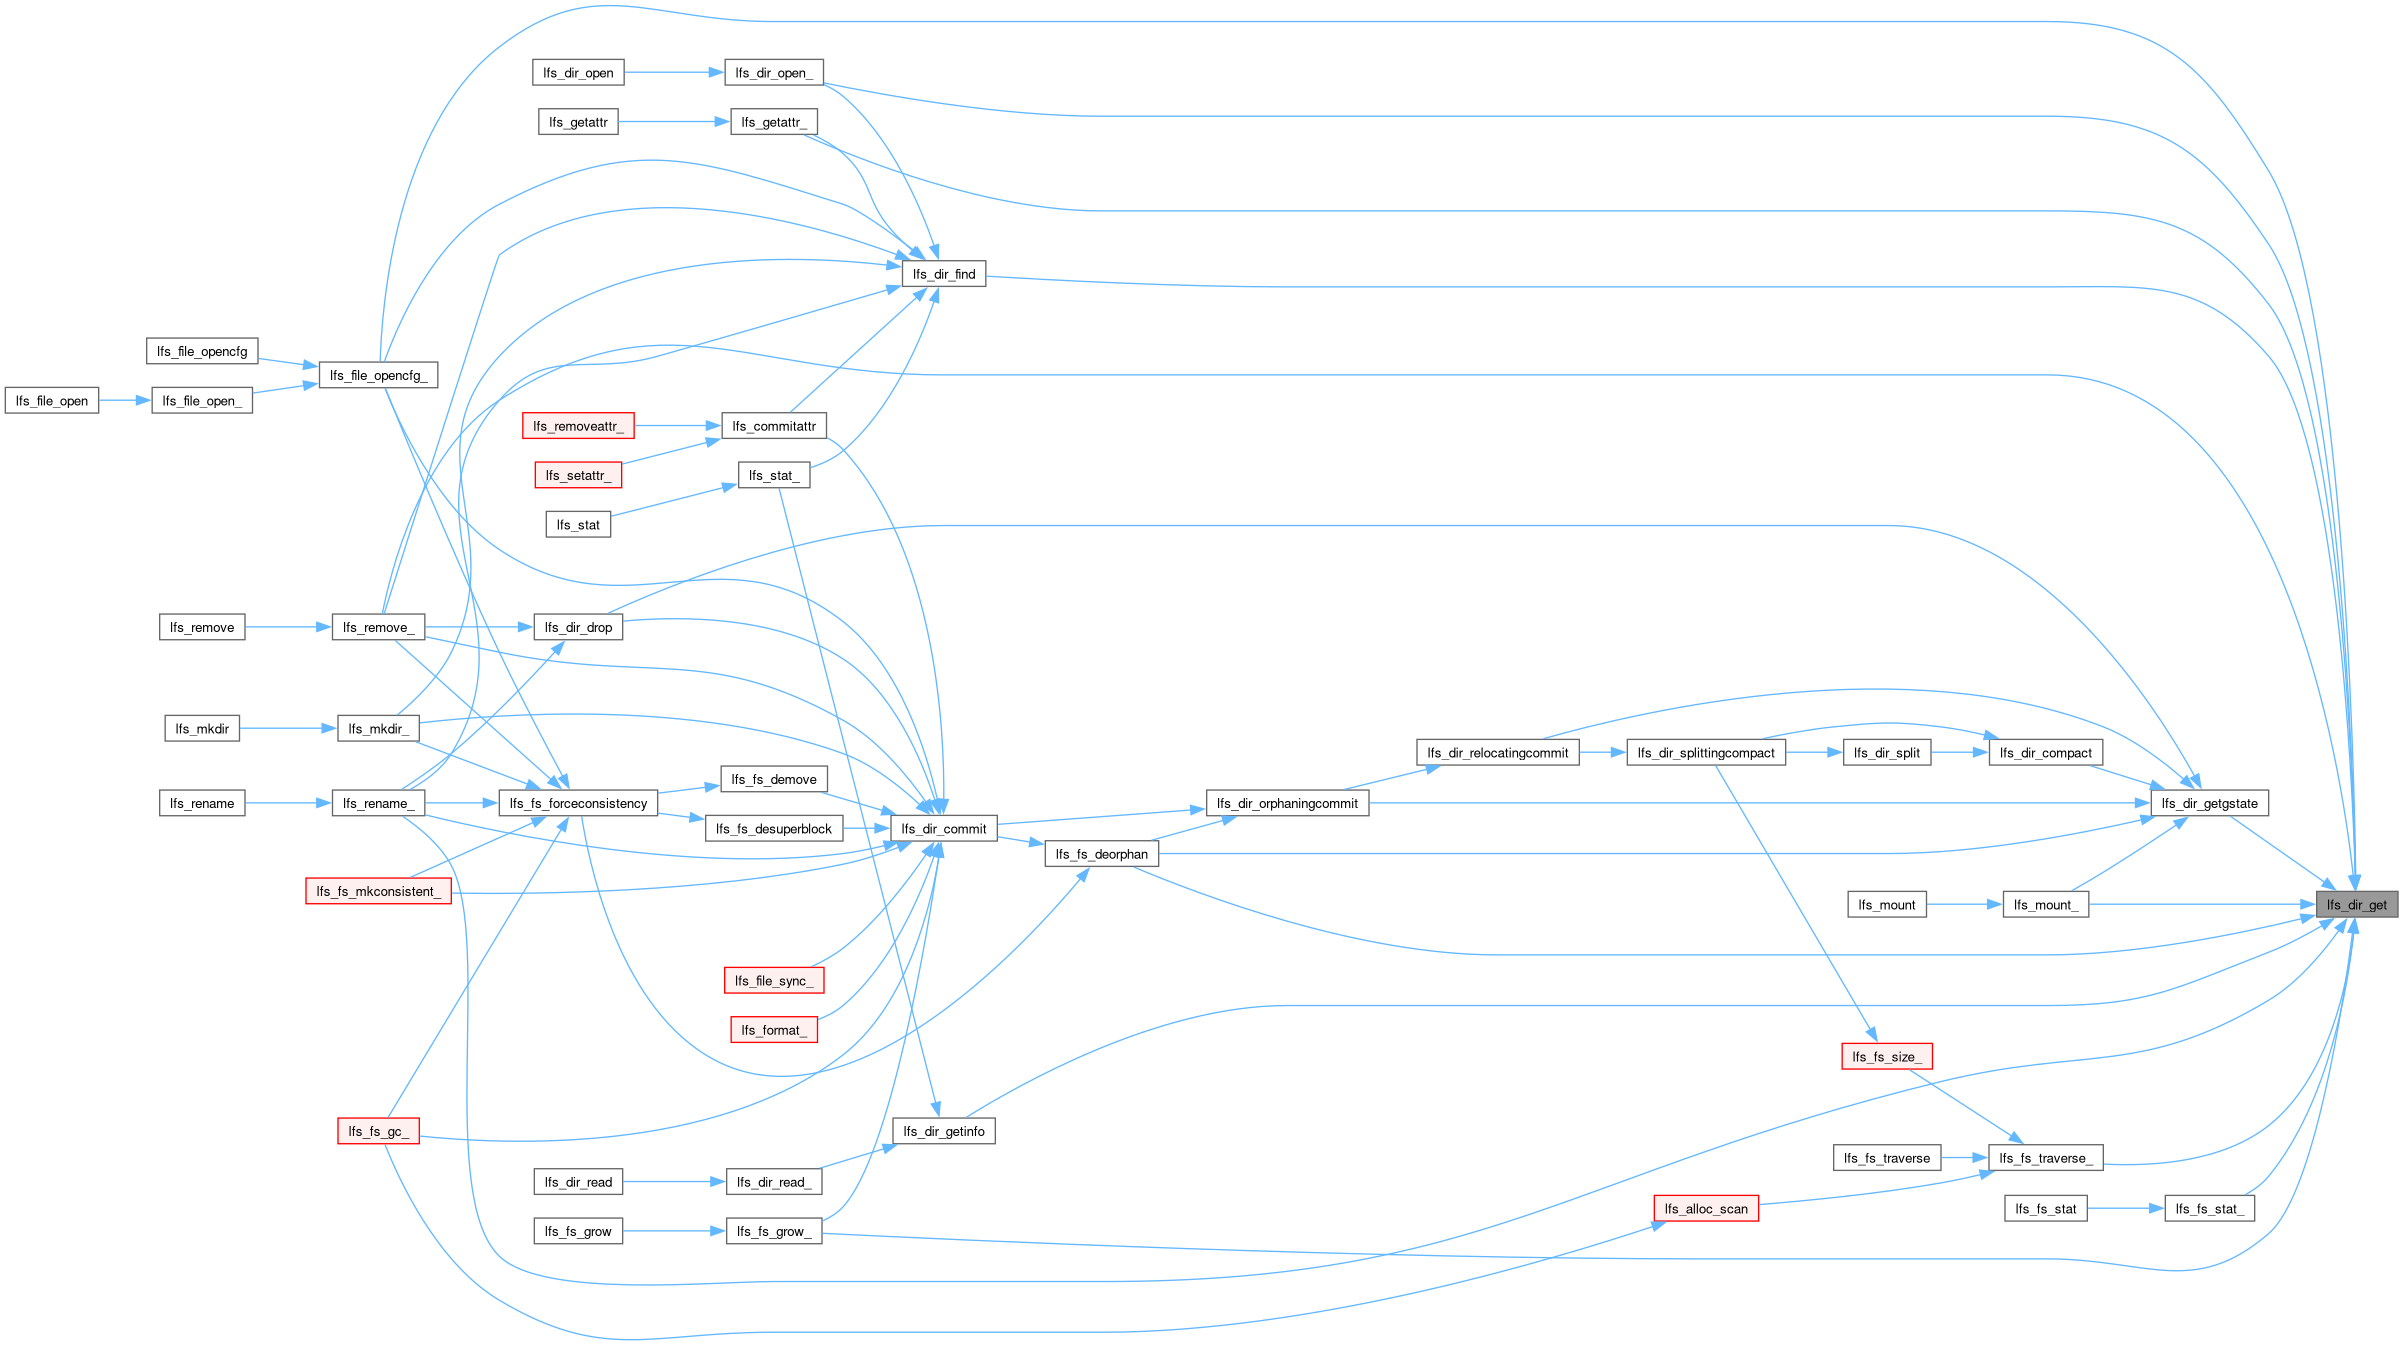 lfs_dir_open
lfs_dir_open_
lfs_getattr
lfs_getattr_
lfs_dir_find
lfs_file_opencfg
lfs_file_opencfg_
lfs_file_open
lfs_file_open_
lfs_removeattr_
lfs_commitattr
lfs_setattr_
lfs_stat_
lfs_stat
lfs_remove
lfs_remove_
lfs_dir_drop
lfs_mkdir
lfs_mkdir_
lfs_dir_relocatingcommit
lfs_dir_splittingcompact
lfs_dir_split
lfs_dir_compact
lfs_fs_demove
lfs_rename
lfs_rename_
lfs_fs_forceconsistency
lfs_dir_orphaningcommit
lfs_dir_getgstate
lfs_fs_desuperblock
lfs_dir_commit
lfs_fs_deorphan
lfs_fs_mkconsistent_
lfs_mount
lfs_mount_
lfs_dir_get
lfs_file_sync_
lfs_format_
lfs_fs_size_
lfs_fs_gc_
lfs_dir_getinfo
lfs_fs_traverse
lfs_fs_traverse_
lfs_dir_read
lfs_dir_read_
lfs_alloc_scan
lfs_fs_stat
lfs_fs_stat_
lfs_fs_grow
lfs_fs_grow_